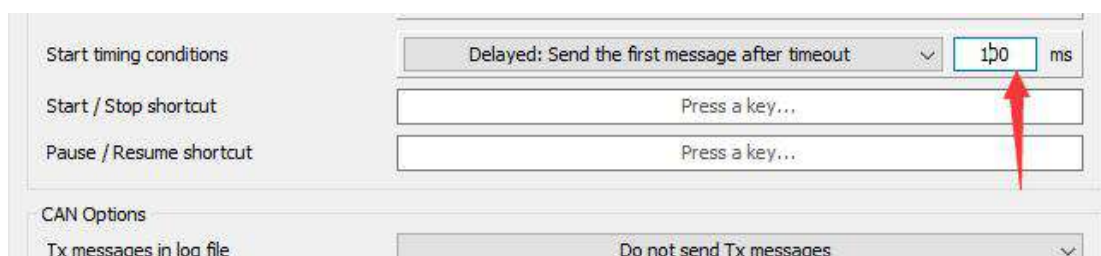 Start timing conditions Delayed: Send the first message after timeout 100 ms
Start / Stop shortcut Press a key...
Pause / Resume shortcut Press a key...
CAN Options
Tx messages in log file Do not send Tx messages